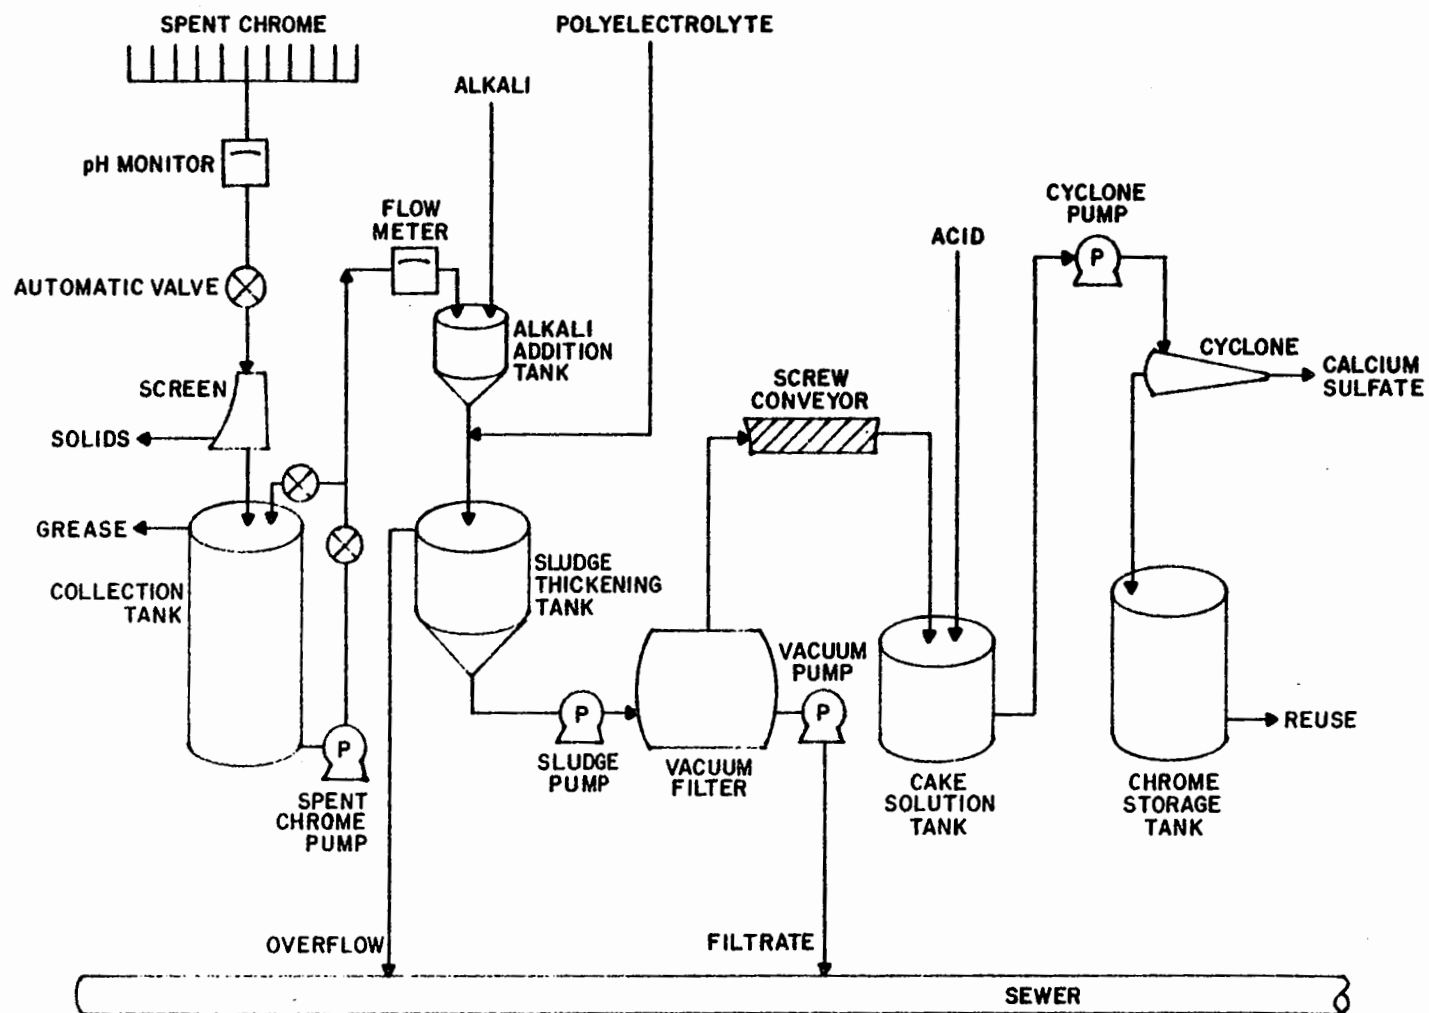 SPENT CHROME
POLYELECTROLYTE
ALKALI
pH MONITOR
FLOW
METER
CYCLONE
PUMP
P
ACID
AUTOMATIC VALVE
ALKALI
ADDITION
TANK
SCREEN
SOLIDS
SCREW
CONVEYOR
CYCLONE
CALCIUM
SULFATE
GREASE
COLLECTION
TANK
SLUDGE
THICKENING
TANK
P
SPENT
CHROME
PUMP
P
SLUDGE
PUMP
VACUUM
FILTER
VACUUM
PUMP
P
CAKE
SOLUTION
TANK
CHROME
STORAGE
TANK
REUSE
OVERFLOW
FILTRATE
SEWER